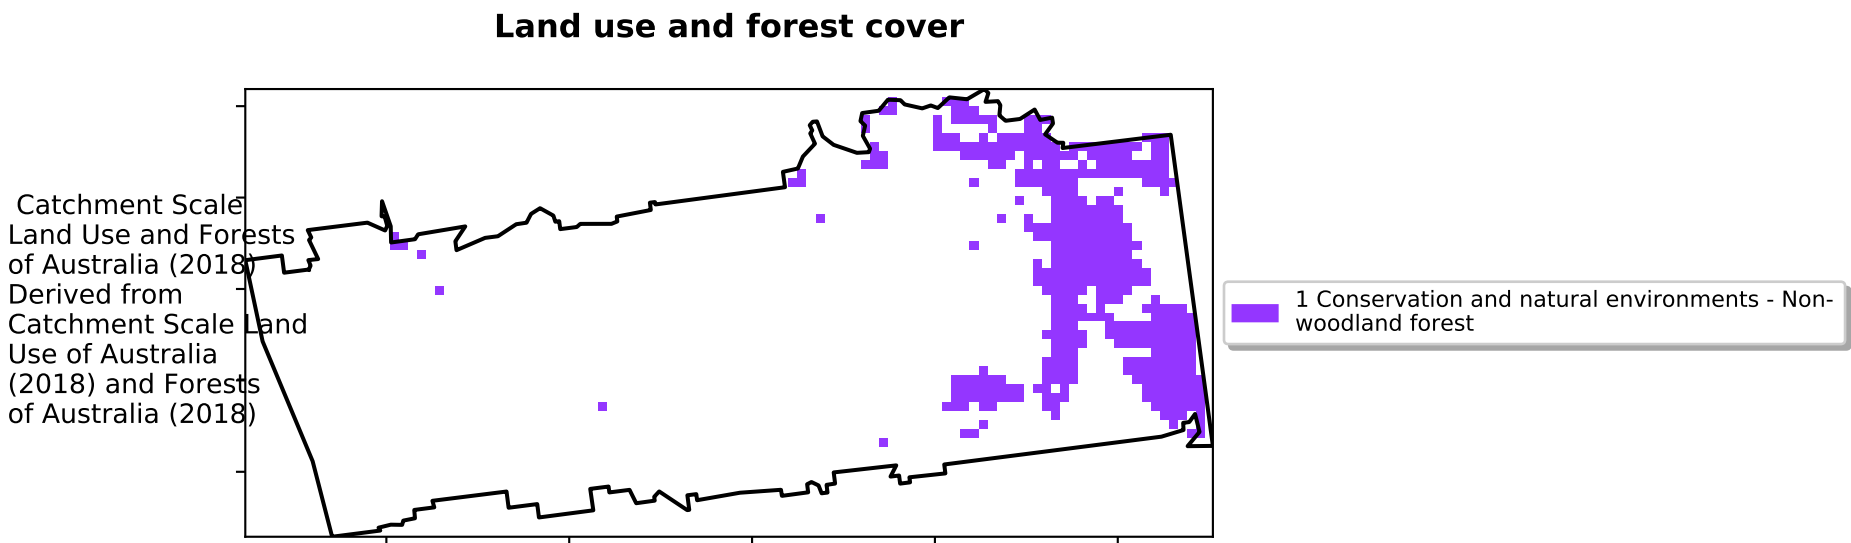 Land use and forest cover
Catchment Scale
Land Use and Forests
of Australia (2018)
Derived from
Catchment Scale Land
Use of Australia
(2018) and Forests
of Australia (2018)
1 Conservation and natural environments - Non-
woodland forest